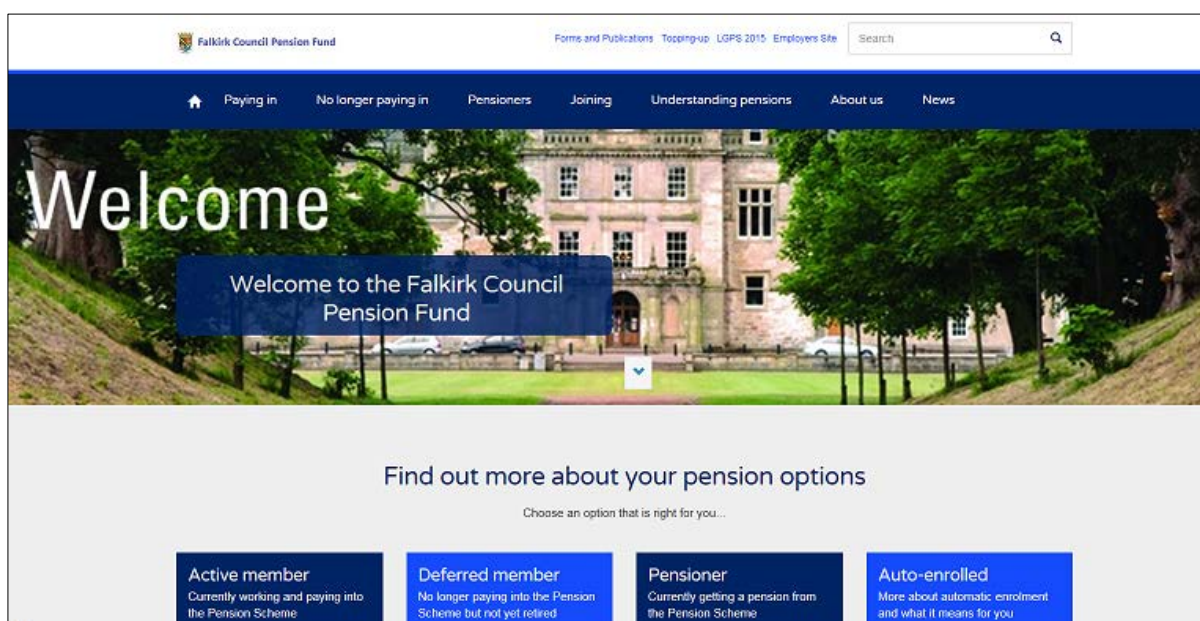 Falkirk Council Pension Fund
Forms and Publications Topping-up LGPS 2015 Employers Site
Search
Paying in No longer paying in Pensioners Joining Understanding pensions About us News
Welcome
Welcome to the Falkirk Council
Pension Fund
Find out more about your pension options
Choose an option that is right for you...
Active member
Currently working and paying into
the Pension Scheme
Deferred member
No longer paying into the Pension
Scheme but not yet retired
Pensioner
Currently getting a pension from
the Pension Scheme
Auto-enrolled
More about automatic enrolment
and what it means for you